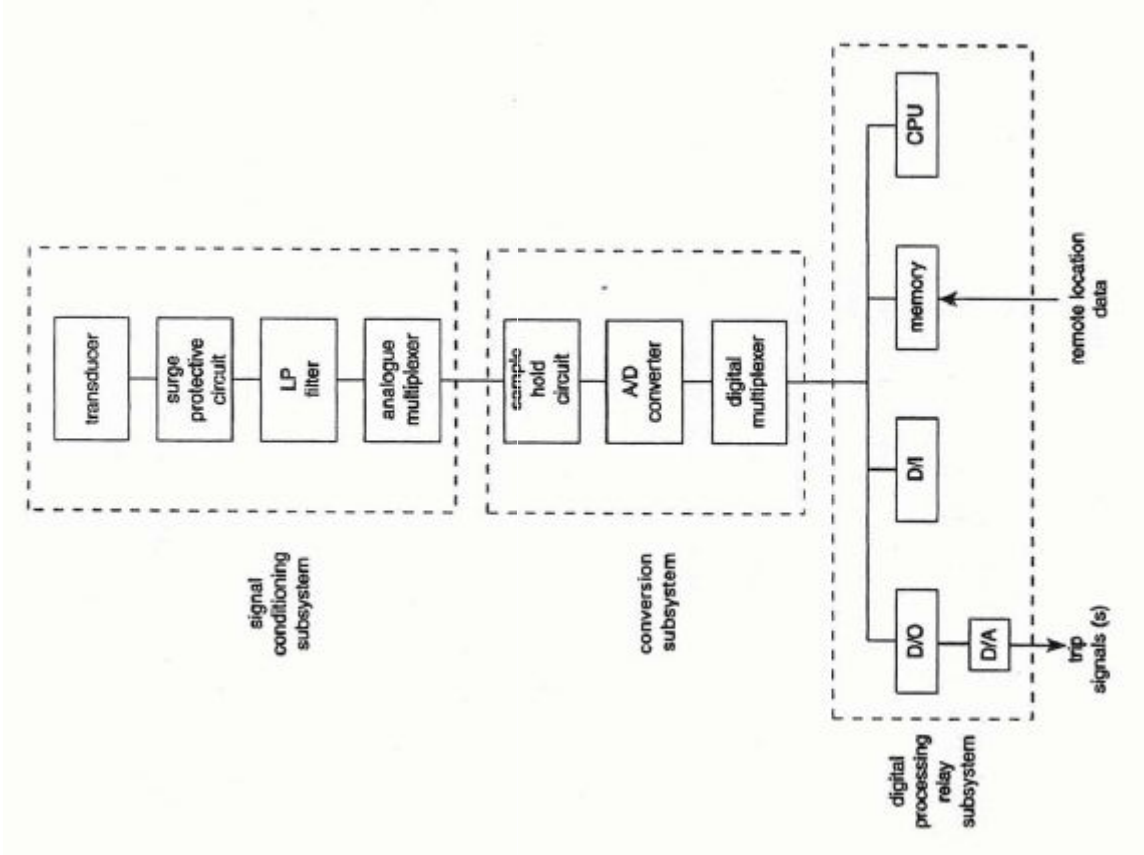 signal
conditioning
subsystem
transducer
surge
protective
circuit
LP
filter
analogue
multiplexer
conversion
subsystem
sample
hold
circuit
A/D
converter
digital
multiplexer
digital
processing
relay
subsystem
D/O
D/I
memory
CPU
D/A
trip
signals (s)
remote location
data